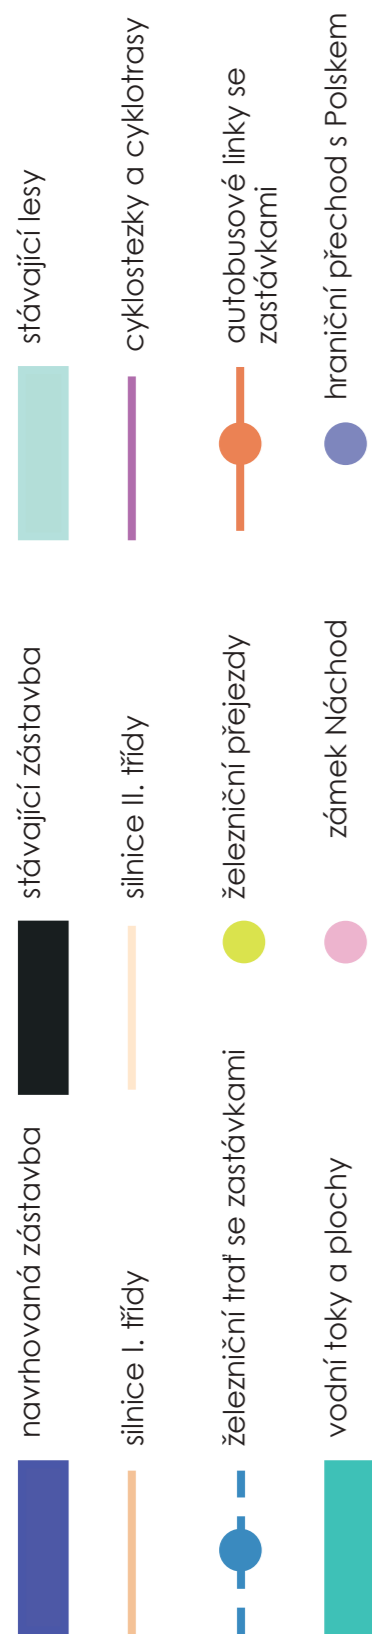 navrhovaná zástavba
stávající zástavba
stávající lesy
silnice I. třídy
silnice II. třídy
cyklostezky a cyklotrasy
železniční trať se zastávkami
železniční přejezdy
autobusové linky se
zastávkami
vodní toky a plochy
zámek Náchod
hraniční přechod s Polskem